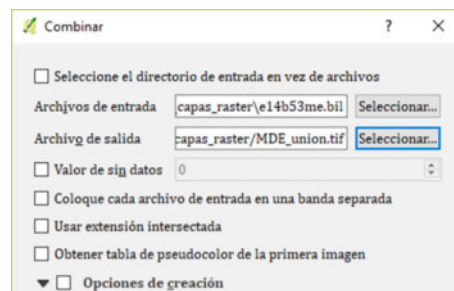 Combinar ? ×
Seleccione el directorio de entrada en vez de archivos
Archivos de entrada capas_raster\e14b53me.bil Seleccionar...
Archivo de salida capas_raster/MDE_union.tif Seleccionar...
Valor de sin datos 0
Coloque cada archivo de entrada en una banda separada
Usar extensión intersectada
Obtener tabla de pseudocolor de la primera imagen
Opciones de creación